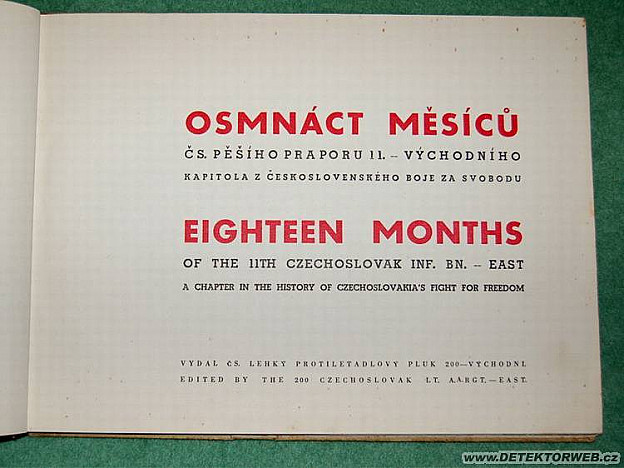 OSMNÁCT MĚSÍCŮ
ČS. PĚŠÍHO PRAPORU 11. – VÝCHODNÍHO
KAPITOLA Z ČESKOSLOVENSKÉHO BOJE ZA SVOBODU
EIGHTEEN MONTHS
OF THE 11TH CZECHOSLOVAK INF. BN. – EAST
A CHAPTER IN THE HISTORY OF CZECHOSLOVAKIA'S FIGHT FOR FREEDOM
VYDAL ČS. LEHKÝ PROTILETADLOVÝ PLUK 200—VÝCHODNI.
EDITED BY THE 200 CZECHOSLOVAK LT. A.A.RGT.—EAST.
www.DETEKTORWEB.cz